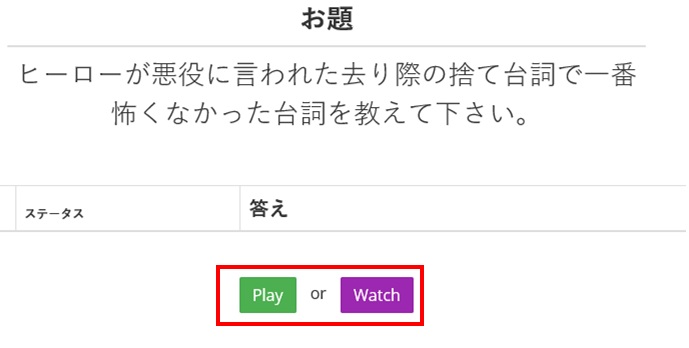 お題
ヒーローが悪役に言われた去り際の捨て台詞で一番
怖くなかった台詞を教えて下さい。
ステータス
答え
Play or Watch